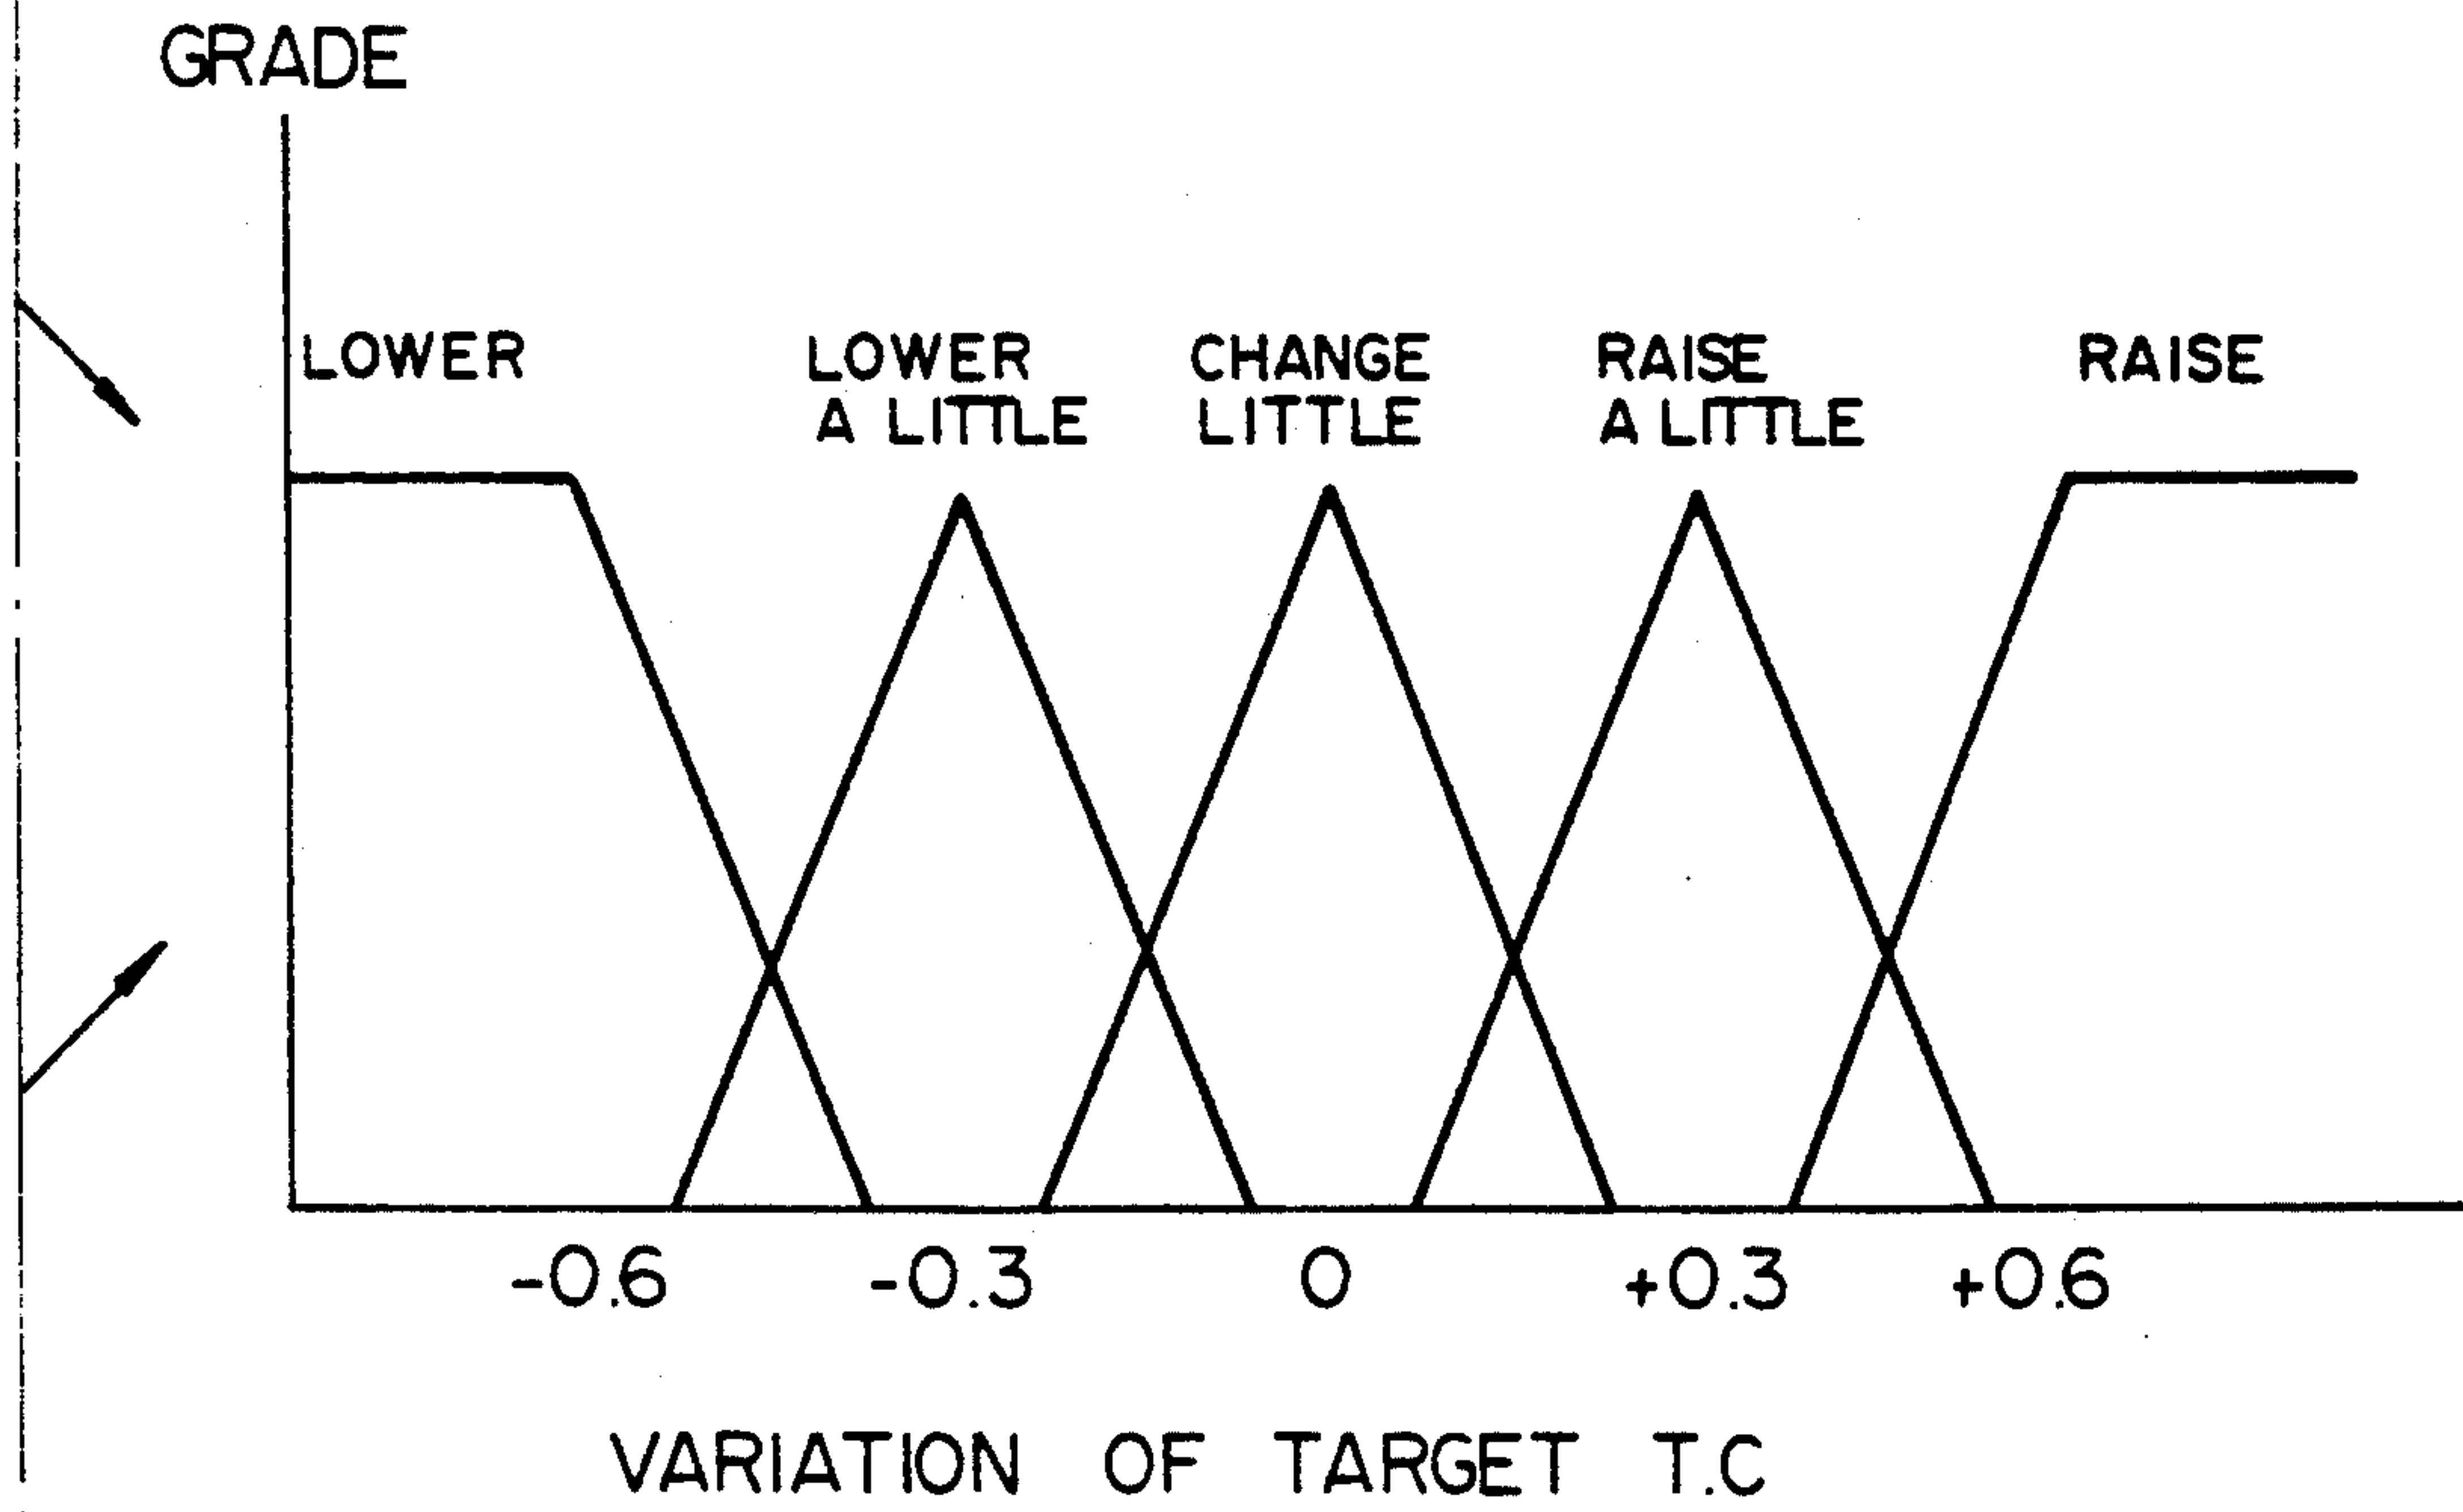 GRADE
LOWER
LOWER
A LITTLE
CHANGE
LITTLE
RAISE
A LITTLE
RAISE
-0.6
-0.3
0
+0.3
+0.6
VARIATION OF TARGET T.C